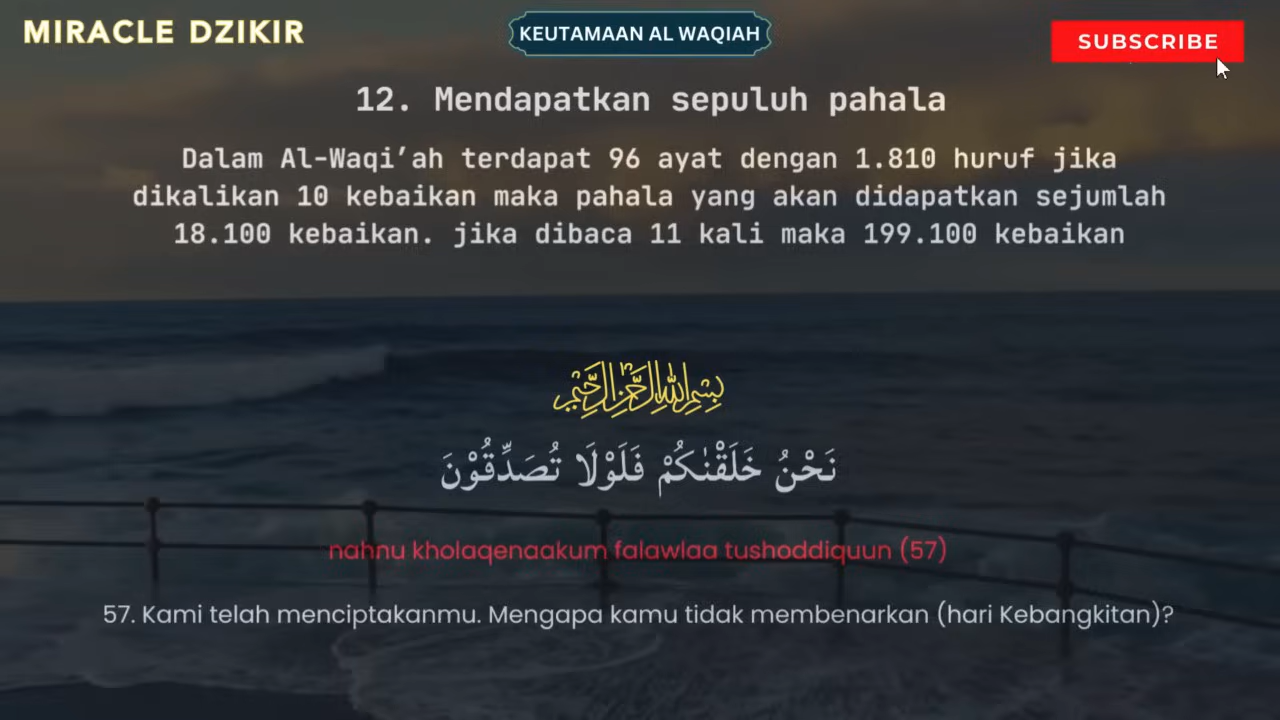 MIRACLE DZIKIR
KEUTAMAAN AL WAQIAH
SUBSCRIBE
12. Mendapatkan sepuluh pahala
Dalam Al-Waqi’ah terdapat 96 ayat dengan 1.810 huruf jika
dikalikan 10 kebaikan maka pahala yang akan didapatkan sejumlah
18.100 kebaikan. jika dibaca 11 kali maka 199.100 kebaikan
بِسْمِ اللهِ الرَّحْمٰنِ الرَّحِيْمِ
نَحْنُ خَلَقْنٰكُمْ فَلَوْلَا تُصَدِّقُوْنَ
nahnu kholaqenaakum falawlaa tushoddiquun (57)
57. Kami telah menciptakanmu. Mengapa kamu tidak membenarkan (hari Kebangkitan)?